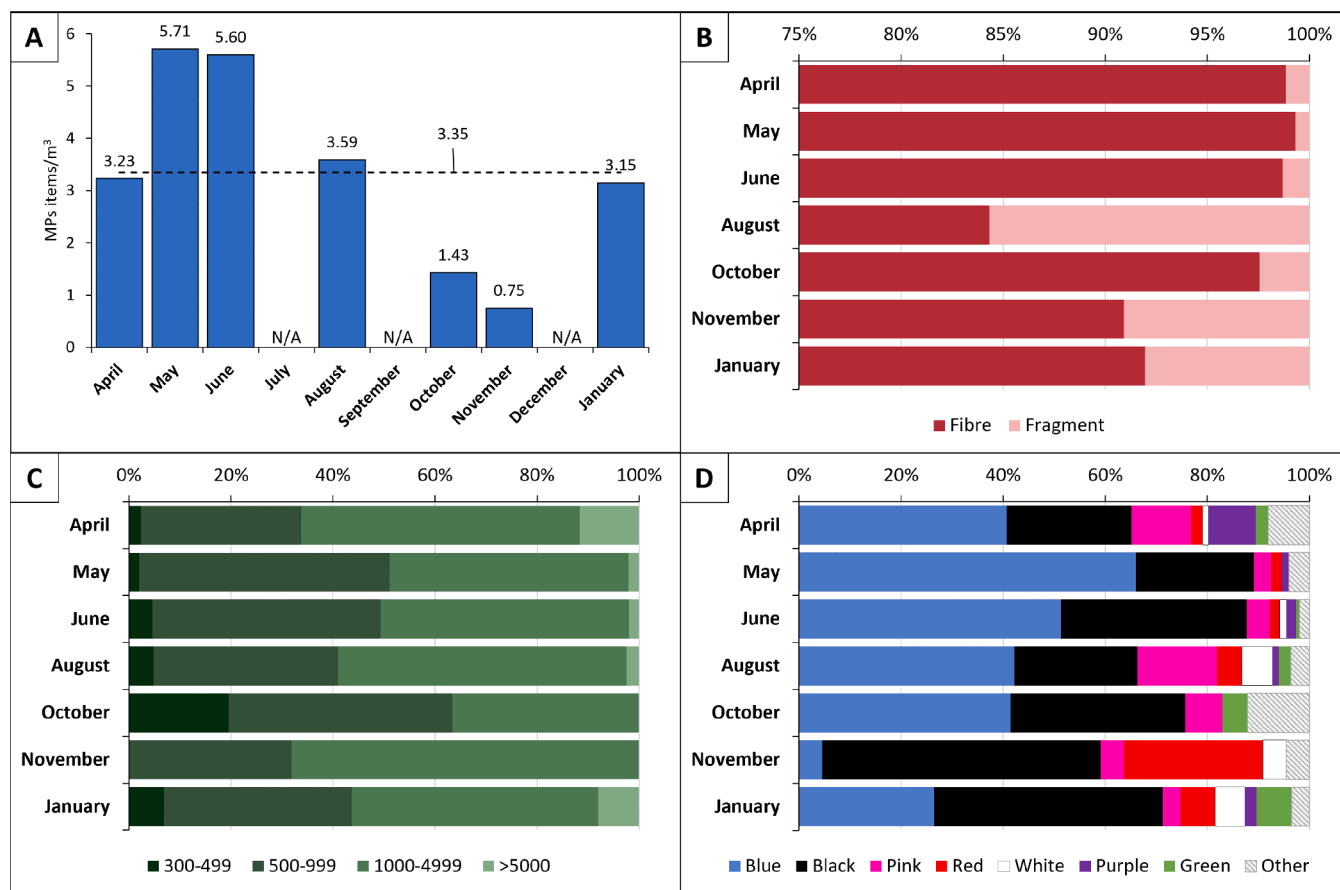 A
MPs items/m³
6
5
4
3
2
1
0
3.23
5.71
5.60
N/A
3.59
N/A
1.43
0.75
N/A
3.15
3.35
April
May
June
July
August
September
October
November
December
January
B
75% 80% 85% 90% 95% 100%
April
May
June
August
October
November
January
Fibre Fragment
C
0% 20% 40% 60% 80% 100%
April
May
June
August
October
November
January
300-499 500-999 1000-4999 >5000
D
0% 20% 40% 60% 80% 100%
April
May
June
August
October
November
January
Blue Black Pink Red White Purple Green Other